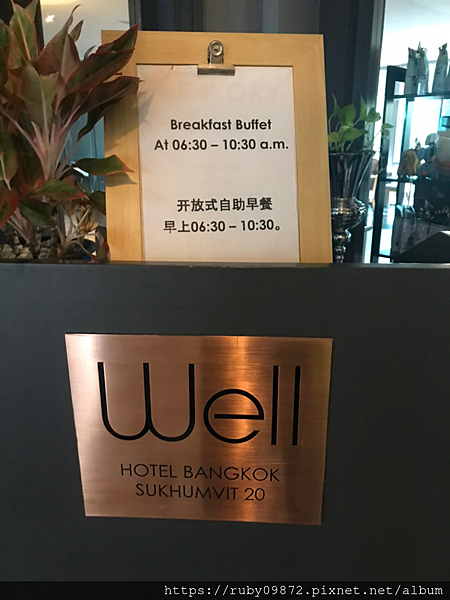 Breakfast Buffet
At 06:30 – 10:30 a.m.
开放式自助早餐
早上06:30 – 10:30。
Well
HOTEL BANGKOK
SUKHUMVIT 20
https://ruby09872.pixnet.net/album